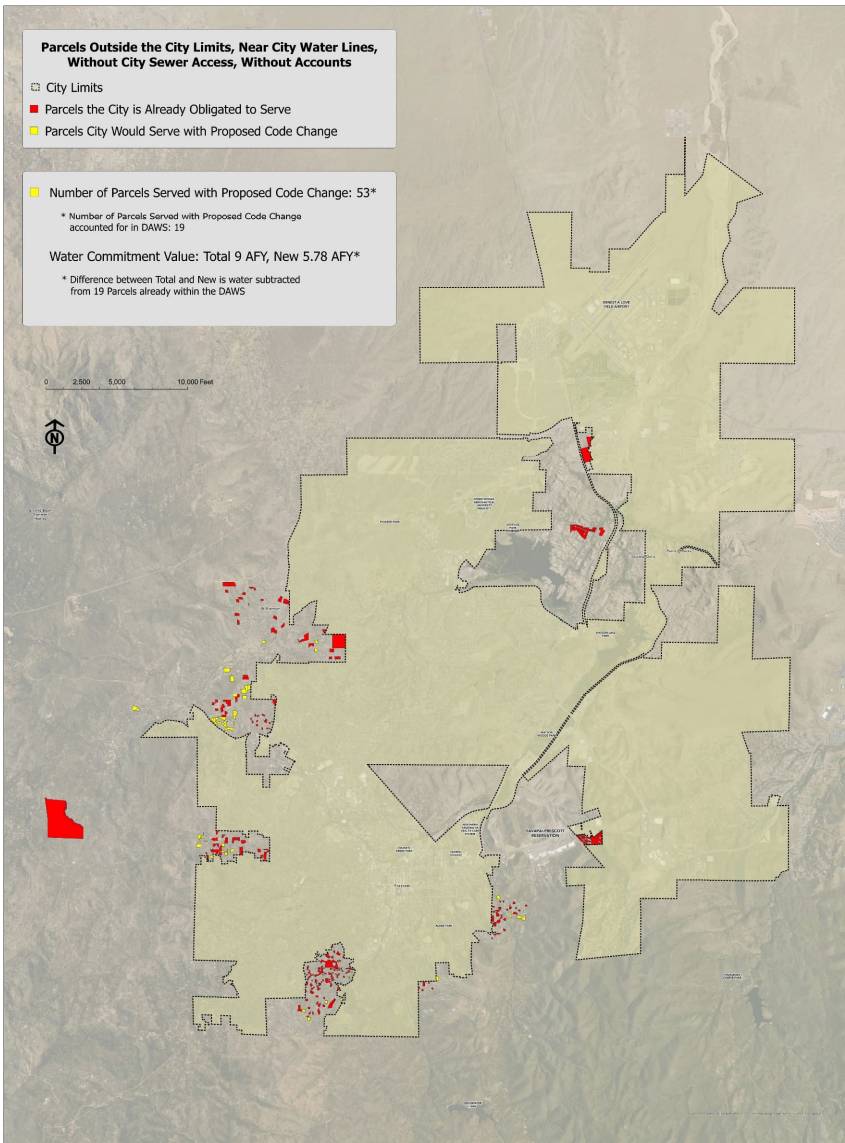 Parcels Outside the City Limits, Near City Water Lines,
Without City Sewer Access, Without Accounts
City Limits
Parcels the City is Already Obligated to Serve
Parcels City Would Serve with Proposed Code Change
Number of Parcels Served with Proposed Code Change: 53*
* Number of Parcels Served with Proposed Code Change
accounted for in DAWS: 19
Water Commitment Value: Total 9 AFY, New 5.78 AFY*
* Difference between Total and New is water subtracted
from 19 Parcels already within the DAWS
0 2,500 5,000 10,000 Feet
N
ERNEST A LOVE
FIELD AIRPORT
PIONEER PARK
YAVAPAI-PRESCOTT
RESERVATION
Prescott